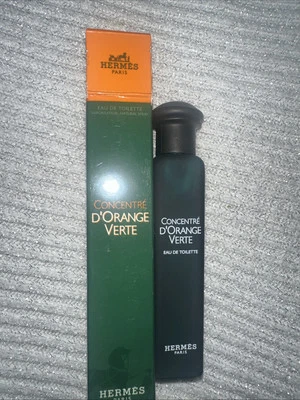 HERMÈS
PARIS
EAU DE TOILETTE
CONCENTRÉ
D'ORANGE
VERTE
HERMÈS
PARIS
CONCENTRÉ
D'ORANGE
VERTE
EAU DE TOILETTE
HERMÈS
PARIS